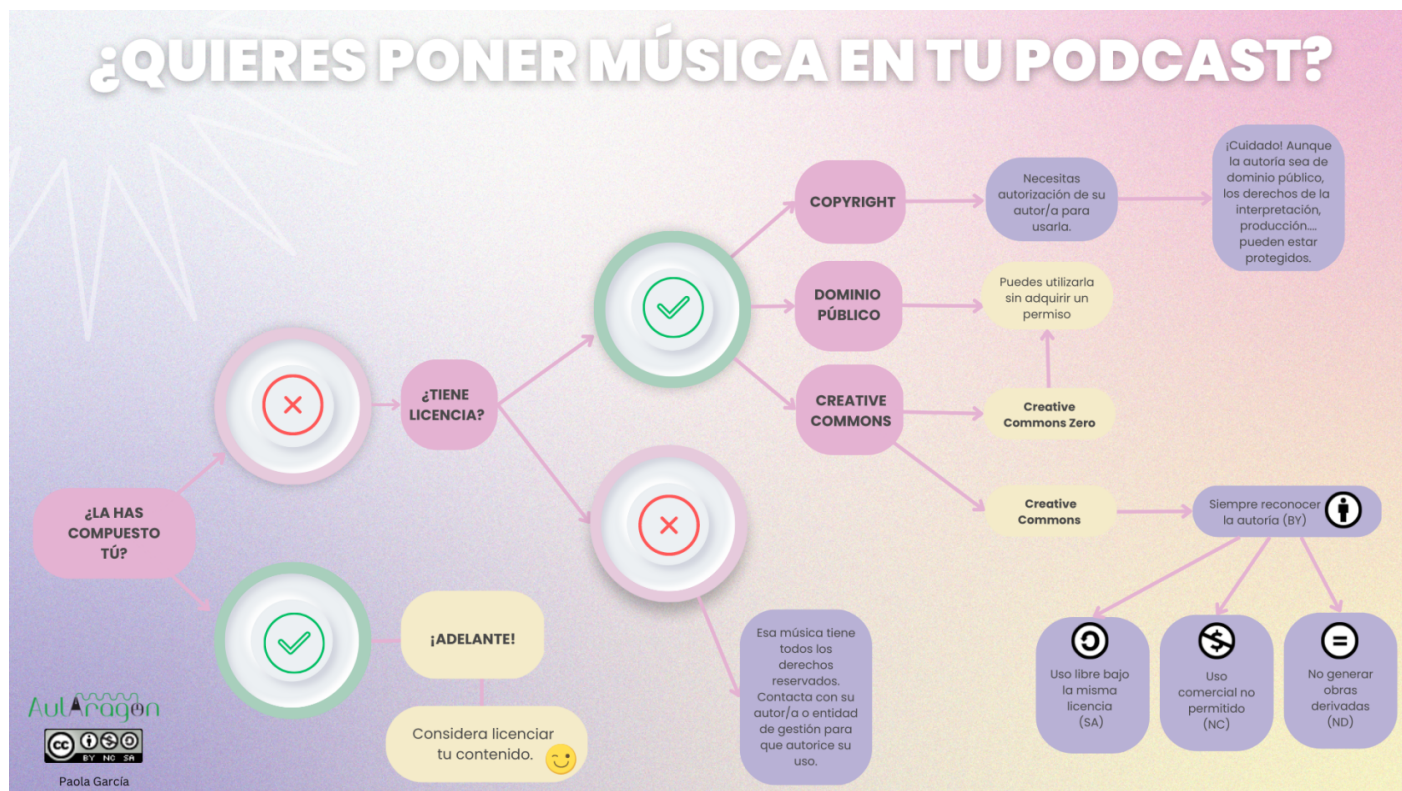 ¿QUIERES PONER MÚSICA EN TU PODCAST?
¿LA HAS
COMPUESTO
TÚ?
¿TIENE
LICENCIA?
¡ADELANTE!
Considera licenciar
tu contenido.
COPYRIGHT
Necesitas
autorización de su
autor/a para
usarla.
¡Cuidado! Aunque
la autoría sea de
dominio público,
los derechos de la
interpretación,
producción....
pueden estar
protegidos.
DOMINIO
PÚBLICO
Puedes utilizarla
sin adquirir un
permiso
CREATIVE
COMMONS
Creative
Commons Zero
Creative
Commons
Siempre reconocer
la autoría (BY)
Uso libre bajo
la misma
licencia
(SA)
Uso
comercial no
permitido
(NC)
No generar
obras
derivadas
(ND)
Esa música tiene
todos los
derechos
reservados.
Contacta con su
autor/a o entidad
de gestión para
que autorice su
uso.
AulAragón
cc BY NC SA
Paola García